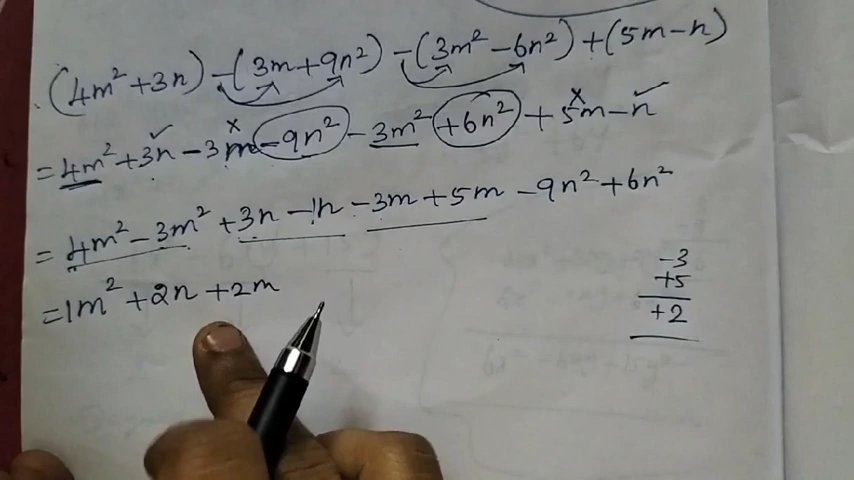 (4m² + 3n) - (3m + 9n²) - (3m² - 6n²) + (5m - n)
= 4m² + 3n - 3m - 9n² - 3m² + 6n² + 5m - n
= 4m² - 3m² + 3n - 1n - 3m + 5m - 9n² + 6n²
= 1m² + 2n + 2m
-3
+5
+2